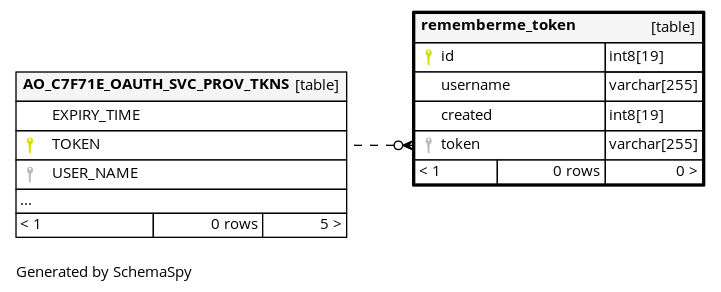 rememberme_token [table]
id int8[19]
username varchar[255]
created int8[19]
token varchar[255]
< 1 0 rows 0 >
AO_C7F71E_OAUTH_SVC_PROV_TKNS [table]
EXPIRY_TIME
TOKEN
USER_NAME
...
< 1 0 rows 5 >
Generated by SchemaSpy